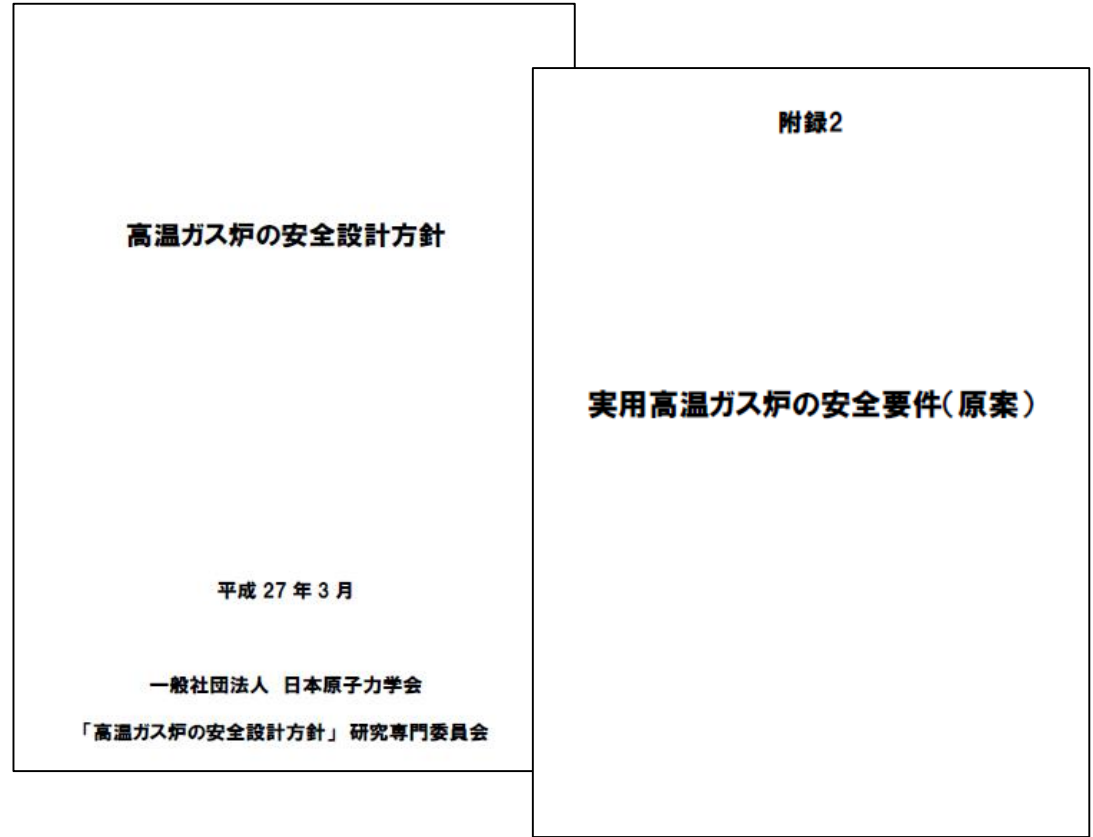 高温ガス炉の安全設計方針
平成 27 年 3 月
一般社団法人 日本原子力学会
「高温ガス炉の安全設計方針」研究専門委員会
附録2
実用高温ガス炉の安全要件(原案)